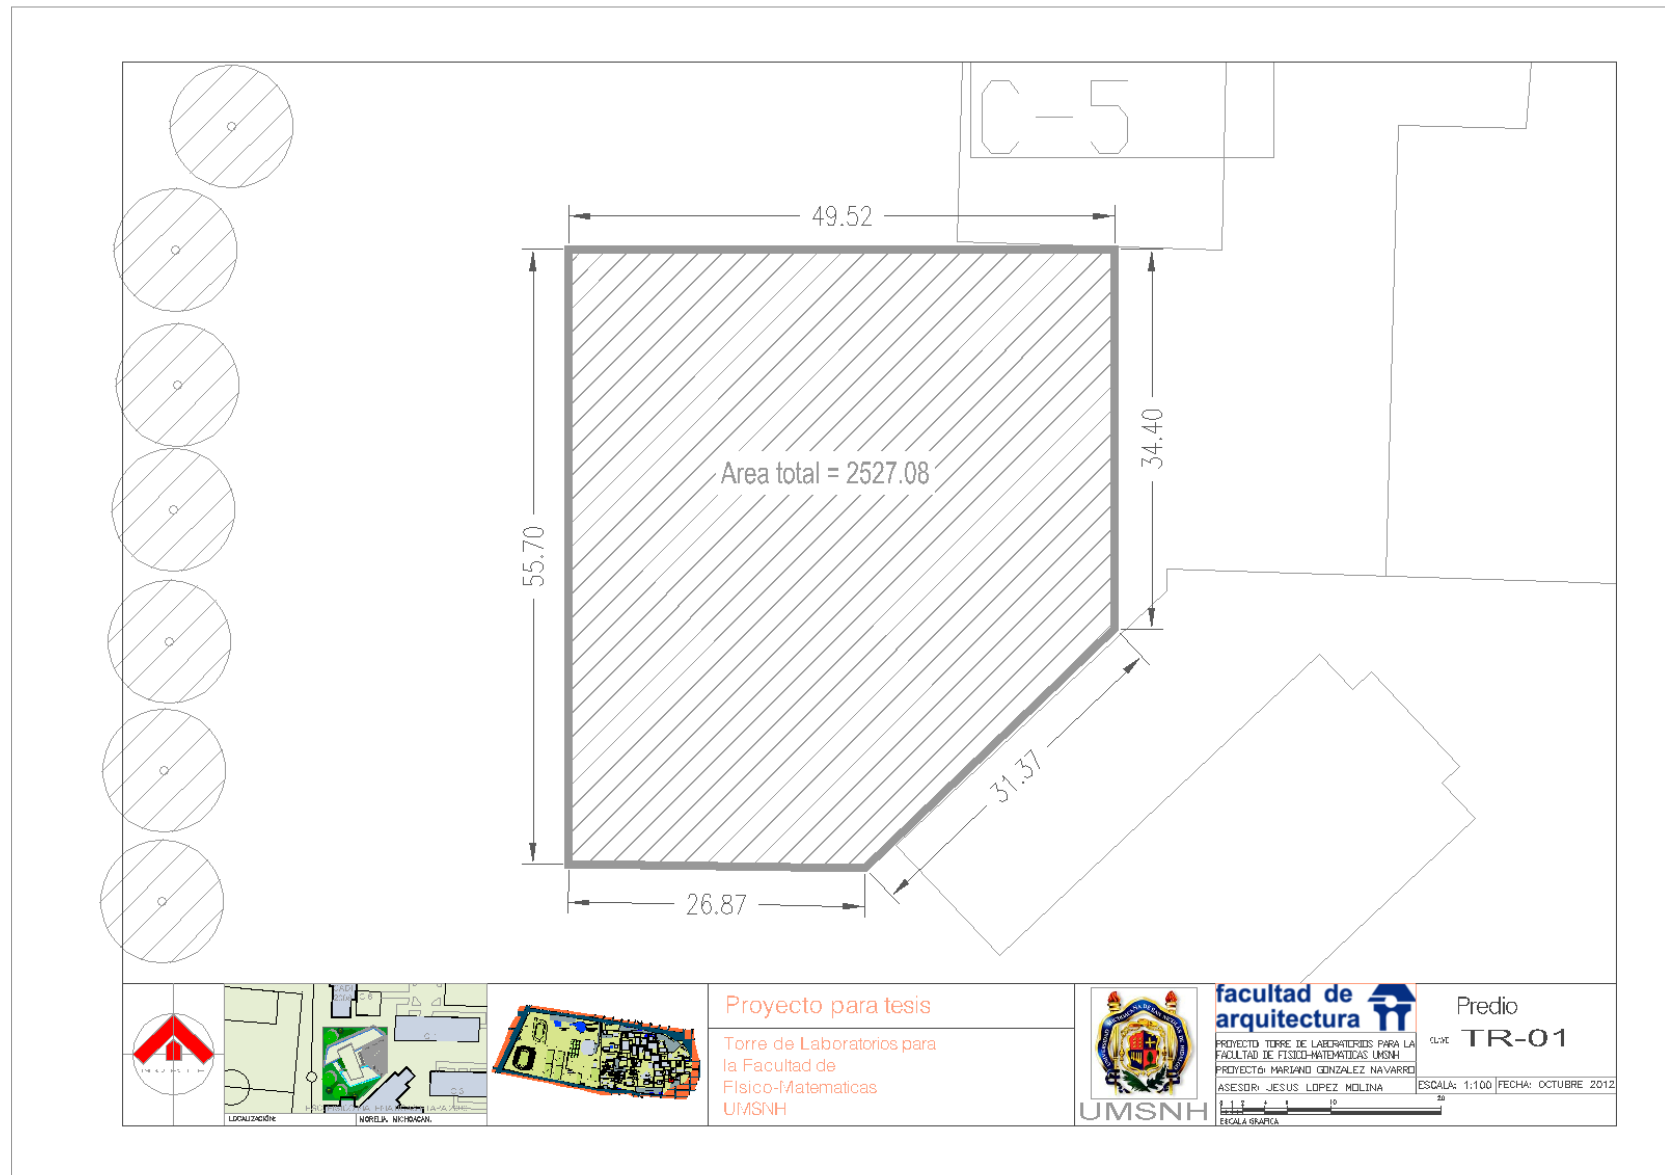 C-5
49.52
34.40
Area total = 2527.08
55.70
31.37
26.87
NORTE
LOCALIZACION:
MORELIA, MICHOACAN.
Proyecto para tesis
Torre de Laboratorios para
la Facultad de
Fisico-Matematicas
UMSNH
UMSNH
facultad de
arquitectura
PROYECTO TORRE DE LABORATORIOS PARA LA
FACULTAD DE FISICO-MATEMATICAS UMSNH
PROYECTÓ: MARIANO GONZALEZ NAVARRO
ASESOR: JESUS LOPEZ MOLINA
ESCALA: 1:100
FECHA: OCTUBRE 2012
ESCALA GRAFICA
Predio
CLAVE TR-01